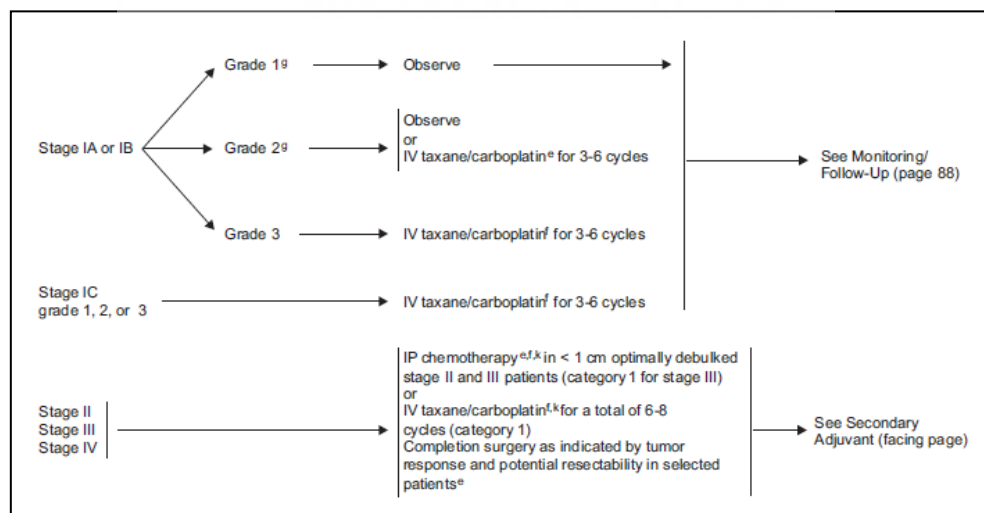 Grade 1g
Observe
Stage IA or IB
Grade 2g
Observe
or
IV taxane/carboplatine for 3-6 cycles
See Monitoring/
Follow-Up (page 88)
Grade 3
IV taxane/carboplatinf for 3-6 cycles
Stage IC
grade 1, 2, or 3
IV taxane/carboplatinf for 3-6 cycles
Stage II
Stage III
Stage IV
IP chemotherapye,f,k in < 1 cm optimally debulked
stage II and III patients (category 1 for stage III)
or
IV taxane/carboplatinf,k for a total of 6-8
cycles (category 1)
Completion surgery as indicated by tumor
response and potential resectability in selected
patientse
See Secondary
Adjuvant (facing page)